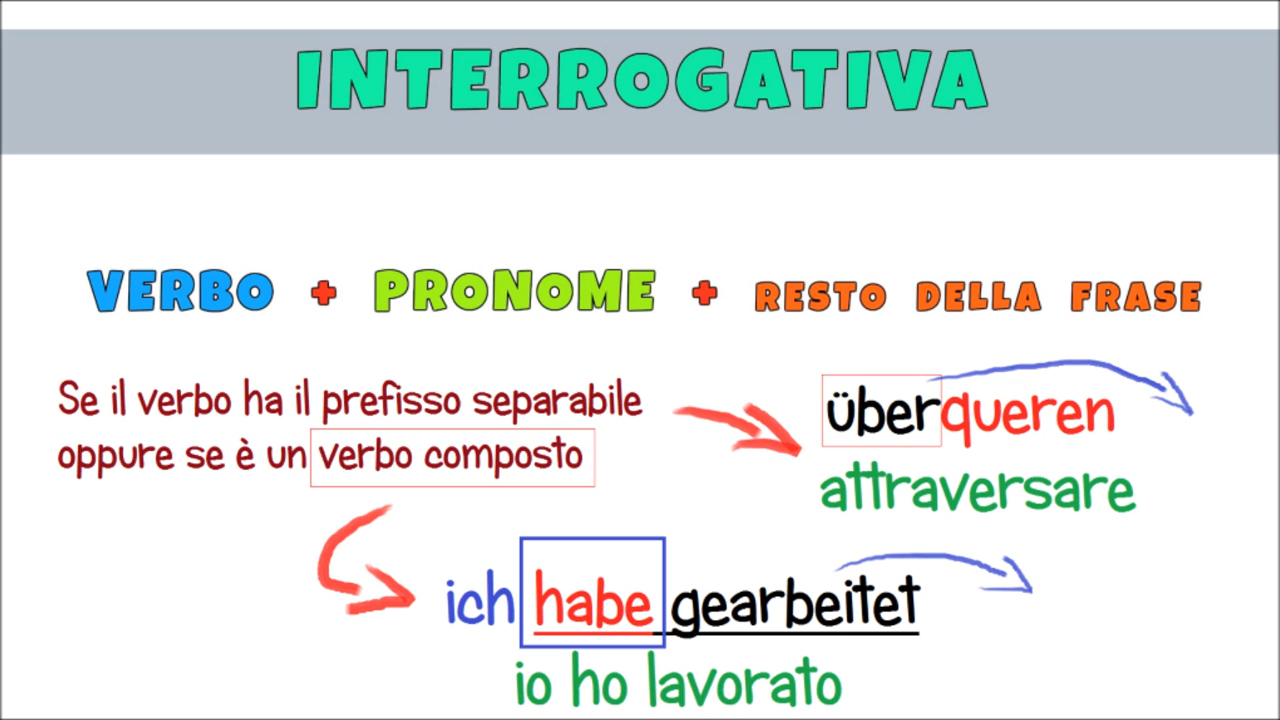 INTERROGATIVA
VERBO + PRONOME + RESTO DELLA FRASE
Se il verbo ha il prefisso separabile
oppure se è un verbo composto
überqueren
attraversare
ich habe gearbeitet
io ho lavorato